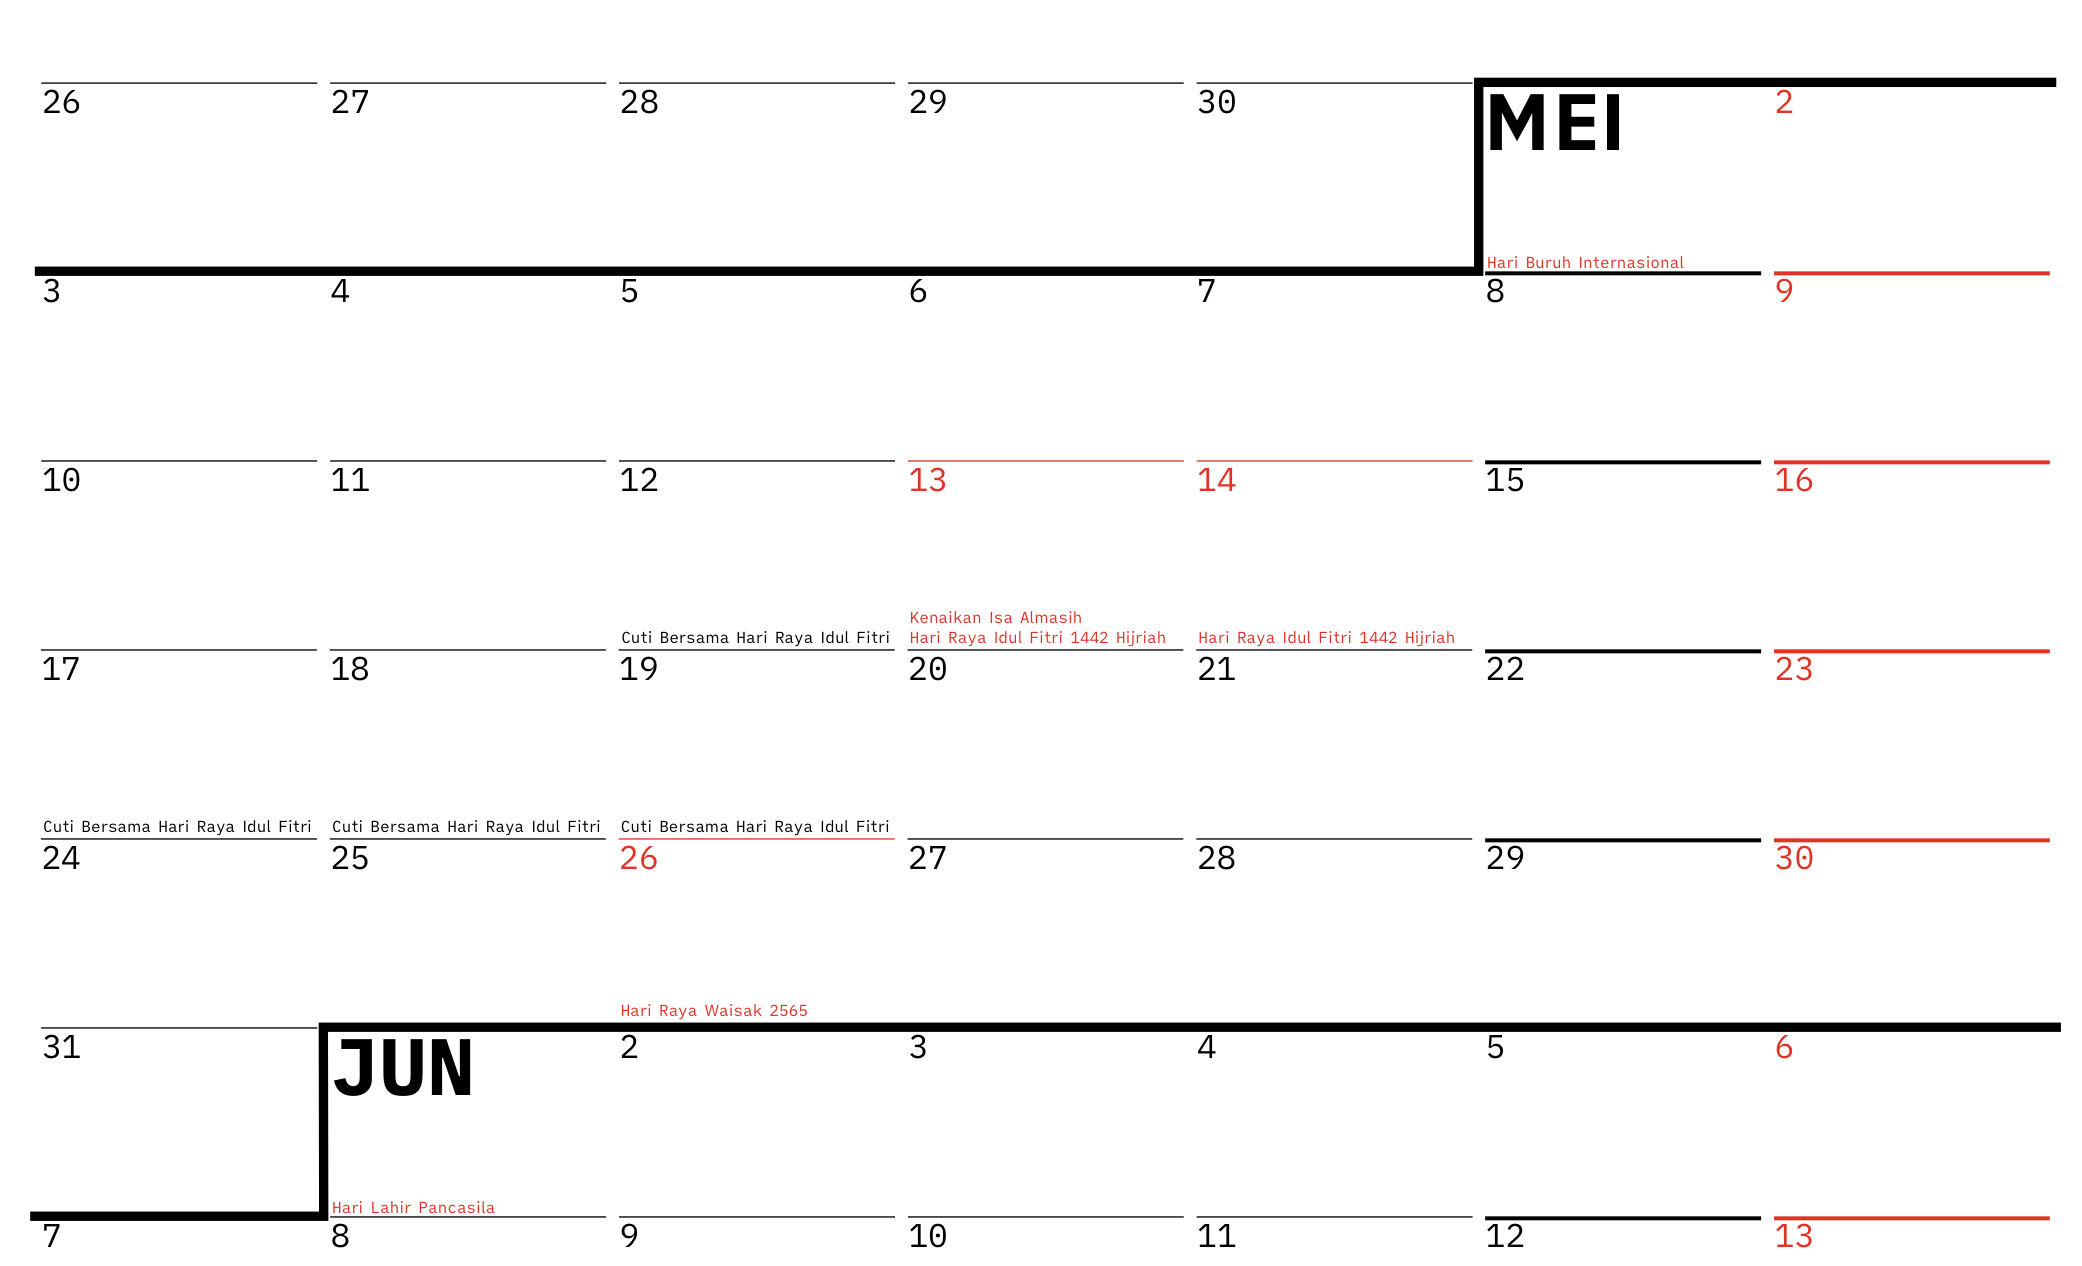 26 27 28 29 30 MEI 2
Hari Buruh Internasional
3 4 5 6 7 8 9
10 11 12 13 14 15 16
Kenaikan Isa Almasih
Cuti Bersama Hari Raya Idul Fitri Hari Raya Idul Fitri 1442 Hijriah Hari Raya Idul Fitri 1442 Hijriah
17 18 19 20 21 22 23
Cuti Bersama Hari Raya Idul Fitri Cuti Bersama Hari Raya Idul Fitri Cuti Bersama Hari Raya Idul Fitri
24 25 26 27 28 29 30
Hari Raya Waisak 2565
31 JUN 2 3 4 5 6
Hari Lahir Pancasila
7 8 9 10 11 12 13